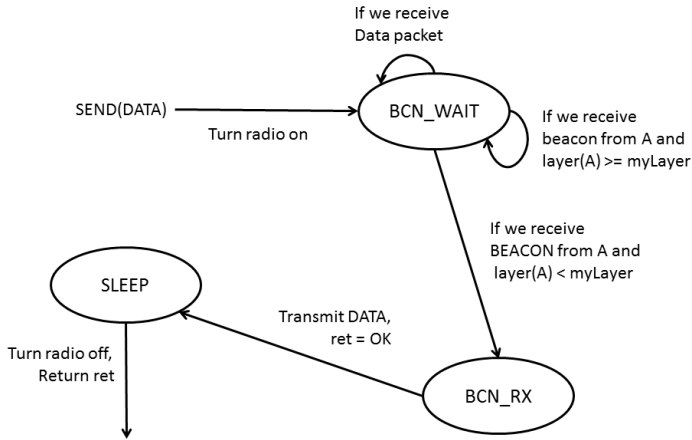 If we receive
Data packet
SEND(DATA)
BCN_WAIT
Turn radio on
If we receive
beacon from A and
layer(A) >= myLayer
If we receive
BEACON from A and
layer(A) < myLayer
SLEEP
Transmit DATA,
ret = OK
Turn radio off,
Return ret
BCN_RX